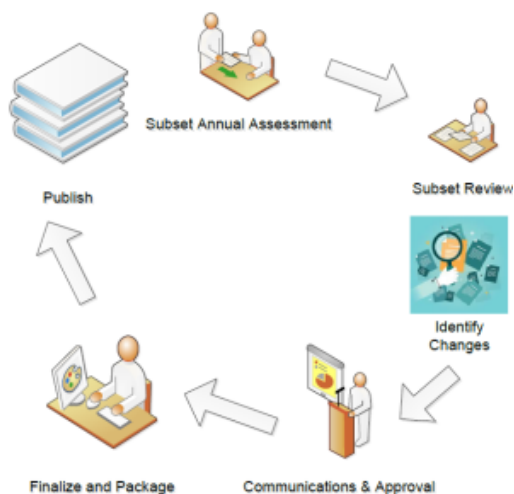 Subset Annual Assessment
Subset Review
Identify
Changes
Communications & Approval
Finalize and Package
Publish